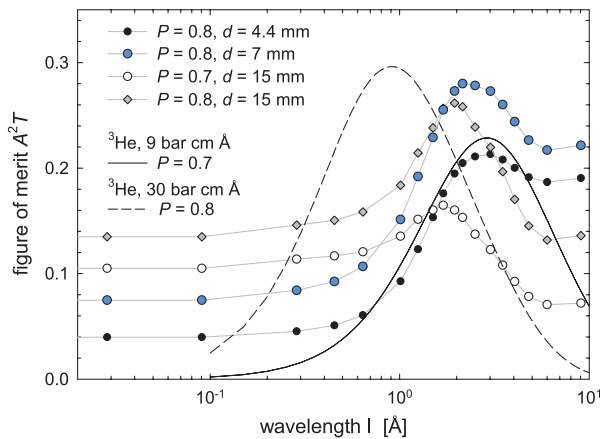 0.3
0.2
0.1
0.0
figure of merit A²T
P = 0.8, d = 4.4 mm
P = 0.8, d = 7 mm
P = 0.7, d = 15 mm
P = 0.8, d = 15 mm
³He, 9 bar cm Å
P = 0.7
³He, 30 bar cm Å
P = 0.8
10⁻¹ 10⁰ 10¹
wavelength l [Å]